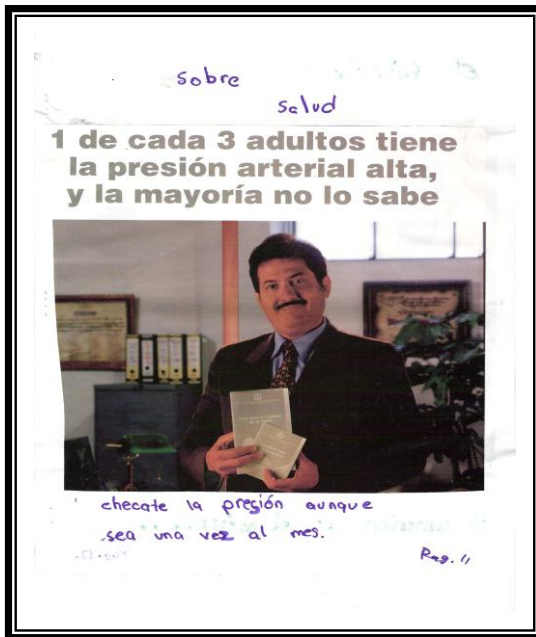 sobre
salud
1 de cada 3 adultos tiene
la presión arterial alta,
y la mayoría no lo sabe
checate la presión aunque
sea una vez al mes.
Pag. 11